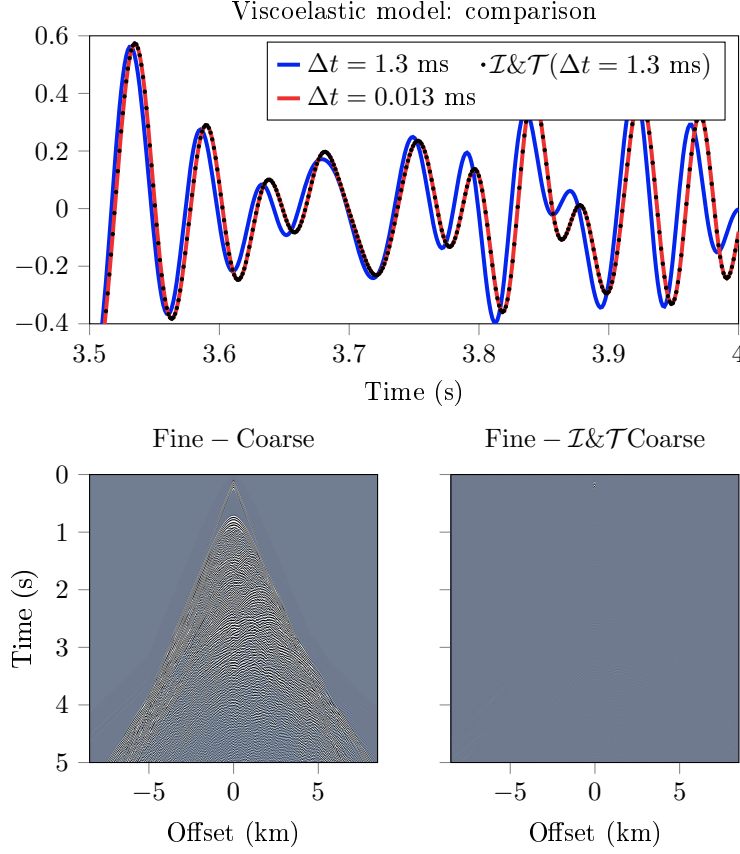 Viscoelastic model: comparison
0.6
0.4
0.2
0
−0.2
−0.4
Δt = 1.3 ms
·ℐ&𝒯(Δt = 1.3 ms)
Δt = 0.013 ms
3.5 3.6 3.7 3.8 3.9 4
Time (s)
Fine − Coarse
Fine − ℐ&𝒯Coarse
0
1
2
3
4
5
Time (s)
−5 0 5
−5 0 5
Offset (km)
Offset (km)